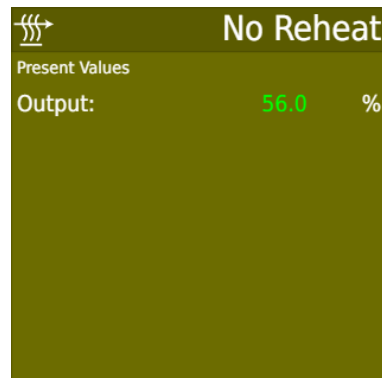 No Reheat
Present Values
Output: 56.0 %